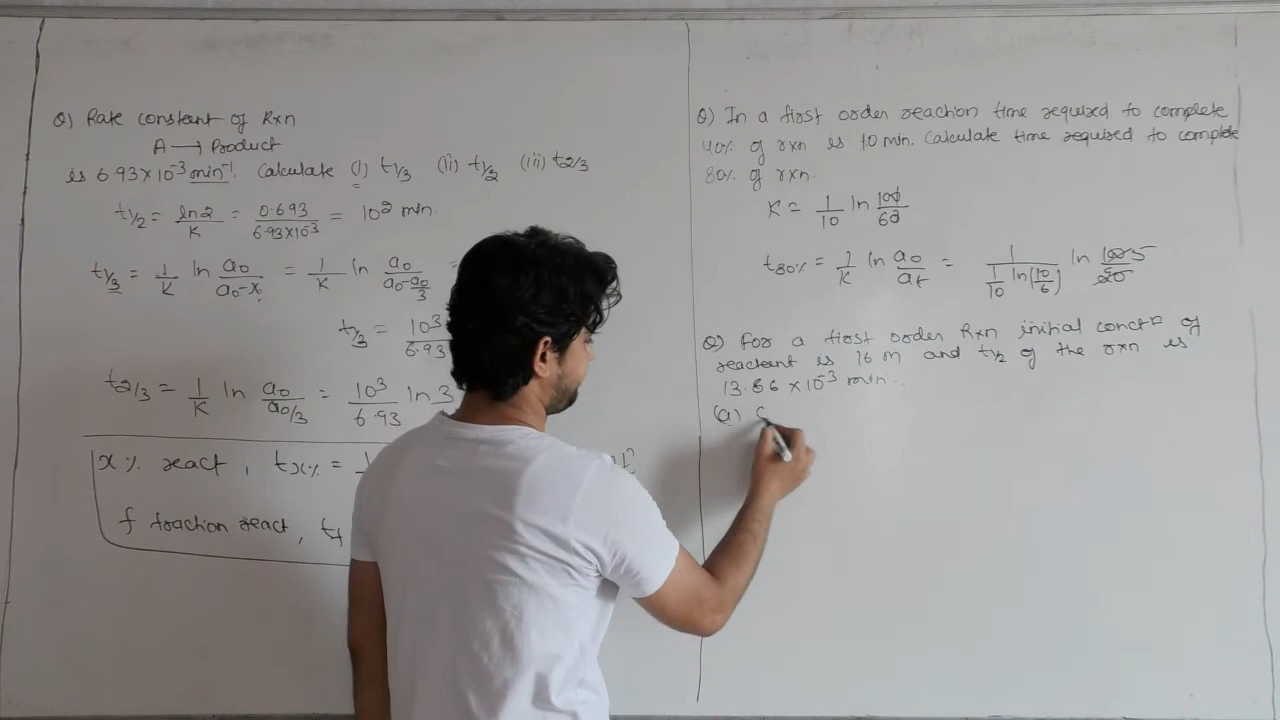 Q) Rate constant of Rxn
A → Product
is 6.93×10⁻³ min⁻¹. Calculate (i) t1/3 (ii) t1/2 (iii) t2/3
t1/2 = ln2/K = 0.693/6.93×10⁻³ = 10² min.
t1/3 = 1/K ln a0/a0-x = 1/K ln a0/a0-a0/3 =
t1/3 = 10³/6.93
t2/3 = 1/K ln a0/a0/3 = 10³/6.93 ln 3
x% react, tx% = 1
f fraction react, tf
Q) In a first order reaction time required to complete
40% of rxn is 10 min. Calculate time required to complete
80% of rxn.
K = 1/10 ln 100/60
t80% = 1/K ln a0/at = 1/(1/10 ln(10/6)) ln 100 5/20
Q) For a first order Rxn initial concⁿ of
reactant is 16 M and t1/2 of the rxn is
13.86 ×10⁻³ min.
(a)